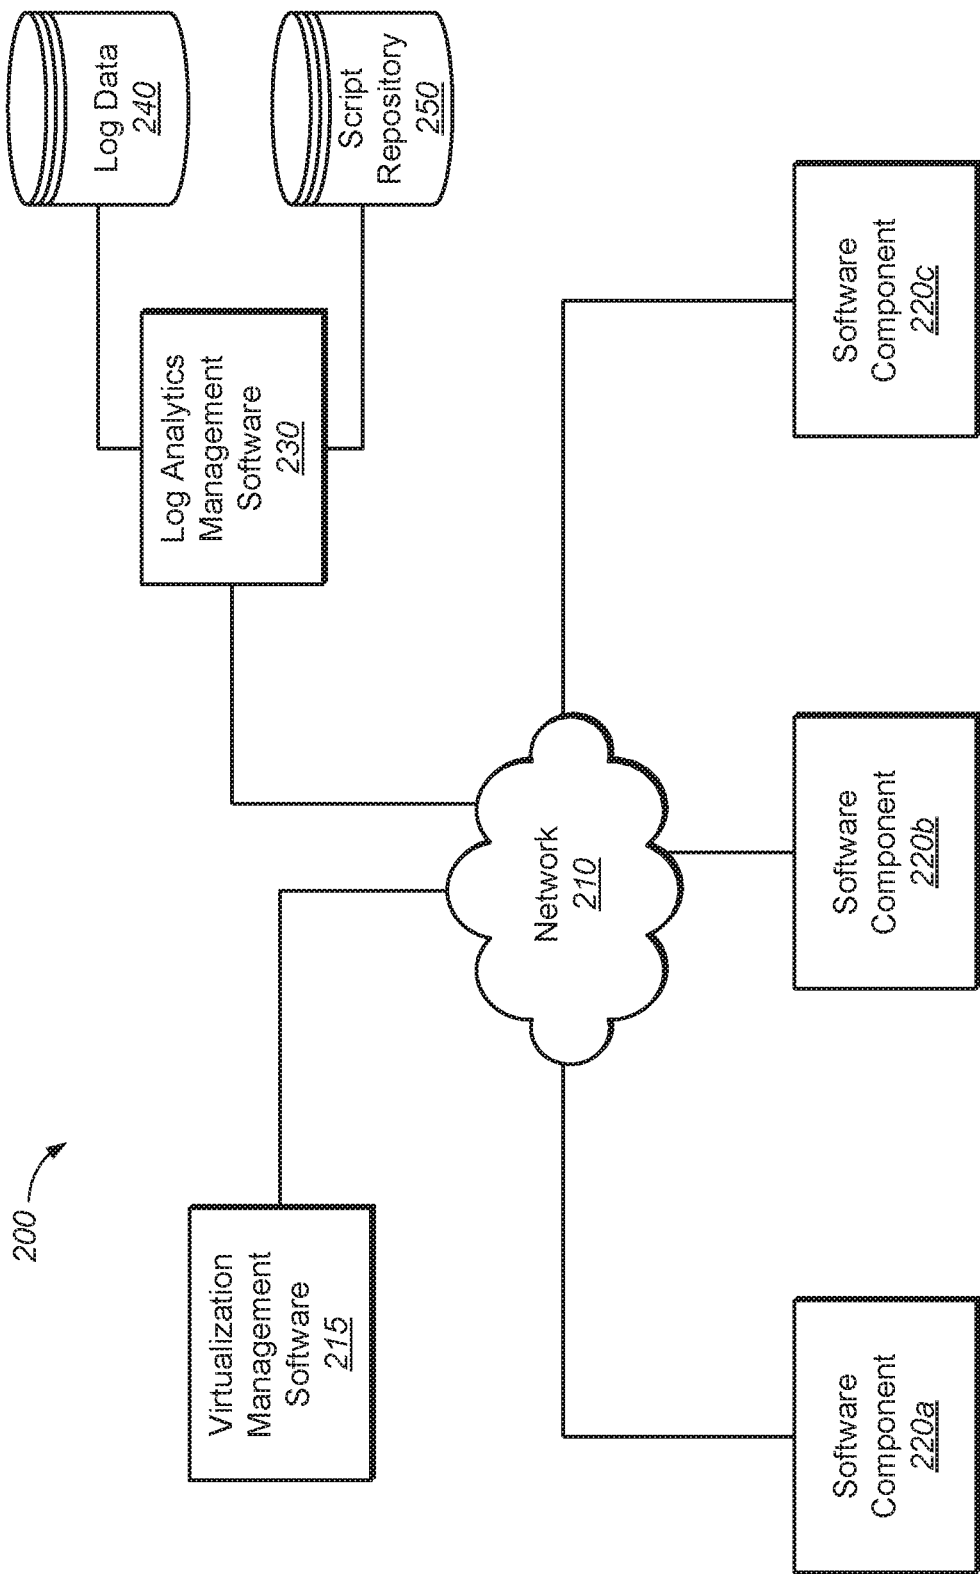 200
Virtualization
Management
Software
215
Log Analytics
Management
Software
230
Log Data
240
Script
Repository
250
Network
210
Software
Component
220a
Software
Component
220b
Software
Component
220c